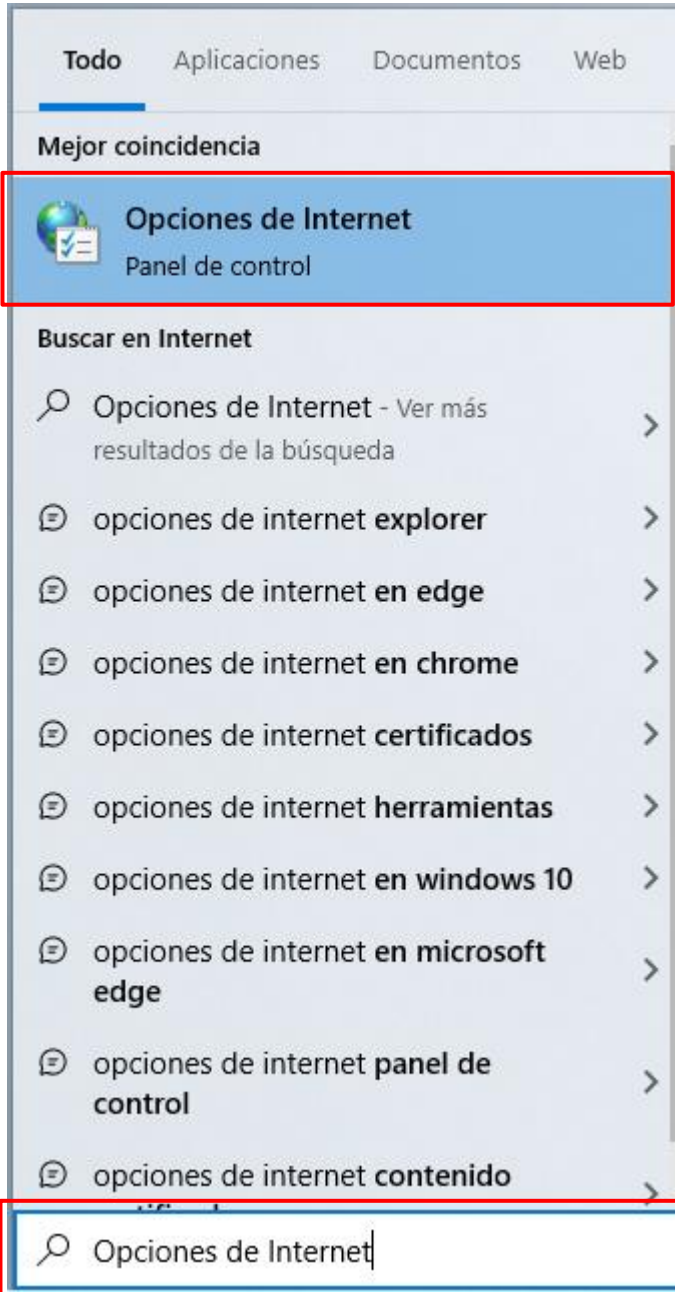 Todo Aplicaciones Documentos Web
Mejor coincidencia
Opciones de Internet
Panel de control
Buscar en Internet
Opciones de Internet - Ver más
resultados de la búsqueda
opciones de internet explorer
opciones de internet en edge
opciones de internet en chrome
opciones de internet certificados
opciones de internet herramientas
opciones de internet en windows 10
opciones de internet en microsoft
edge
opciones de internet panel de
control
opciones de internet contenido
Opciones de Internet